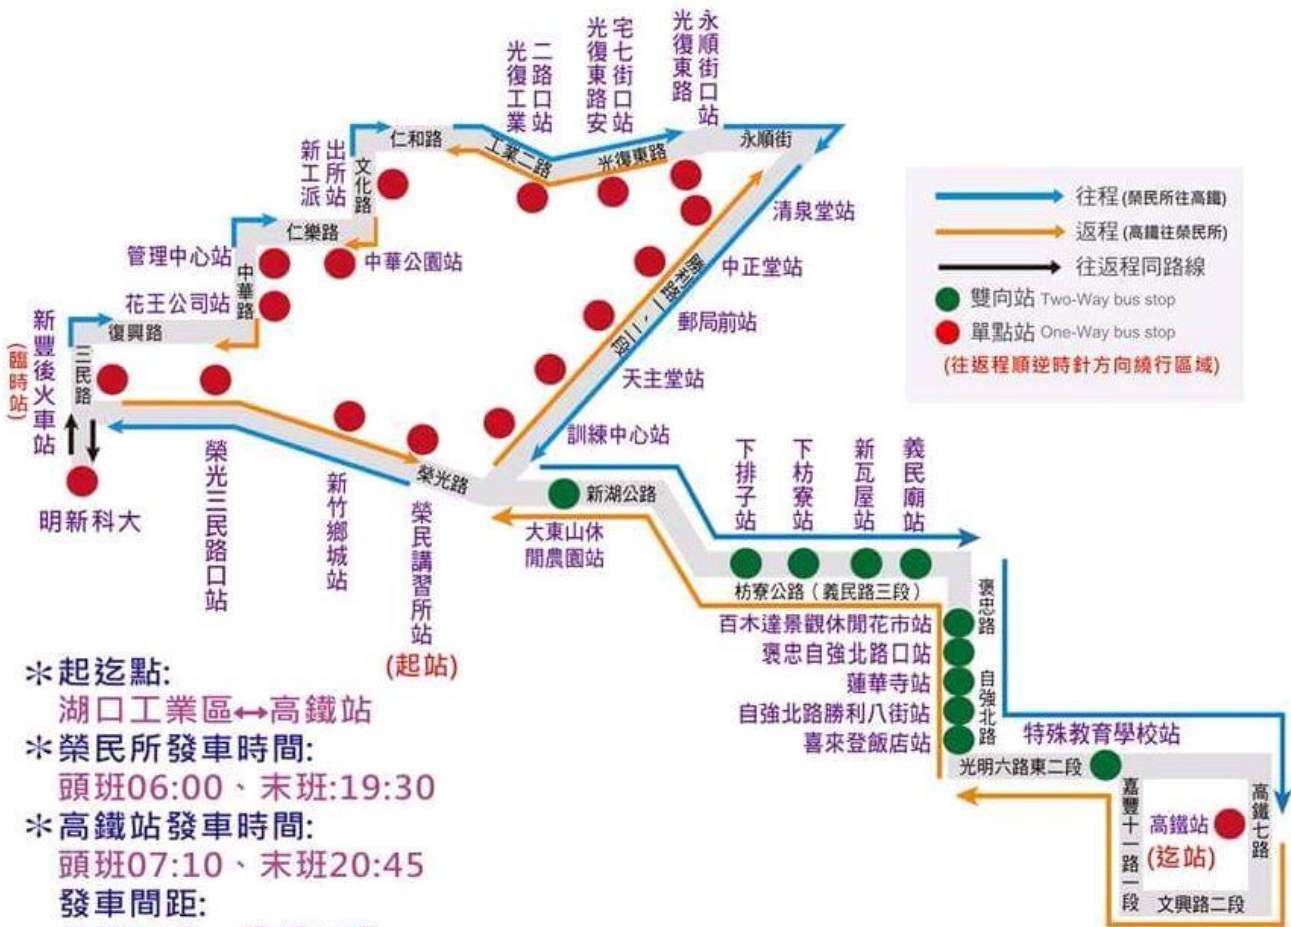 光復工業
二路口站
光復東路安
宅七街口站
光復東路
永順街口站
新工派
出所站
文化路
仁和路
工業二路
光復東路
永順街
清泉堂站
中正堂站
郵局前站
天主堂站
訓練中心站
勝利路一、二、三段
仁樂路
中華公園站
管理中心站
中華路
花王公司站
復興路
新豐後火車站
(臨時站)
三民路
明新科大
榮光三民路口站
新竹鄉城站
榮民講習所站
(起站)
榮光路
新湖公路
大東山休
閒農園站
下排子站
下枋寮站
新瓦屋站
義民廟站
枋寮公路(義民路三段)
褒忠路
百木達景觀休閒花市站
褒忠自強北路口站
蓮華寺站
自強北路勝利八街站
喜來登飯店站
自強北路
特殊教育學校站
光明六路東二段
嘉豐十一路一段
高鐵站
(迄站)
高鐵七路
文興路二段
往程(榮民所往高鐵)
返程(高鐵往榮民所)
往返程同路線
雙向站 Two-Way bus stop
單點站 One-Way bus stop
(往返程順逆時針方向繞行區域)
＊起迄點:
湖口工業區↔高鐵站
＊榮民所發車時間:
頭班06:00、末班:19:30
＊高鐵站發車時間:
頭班07:10、末班20:45
發車間距: